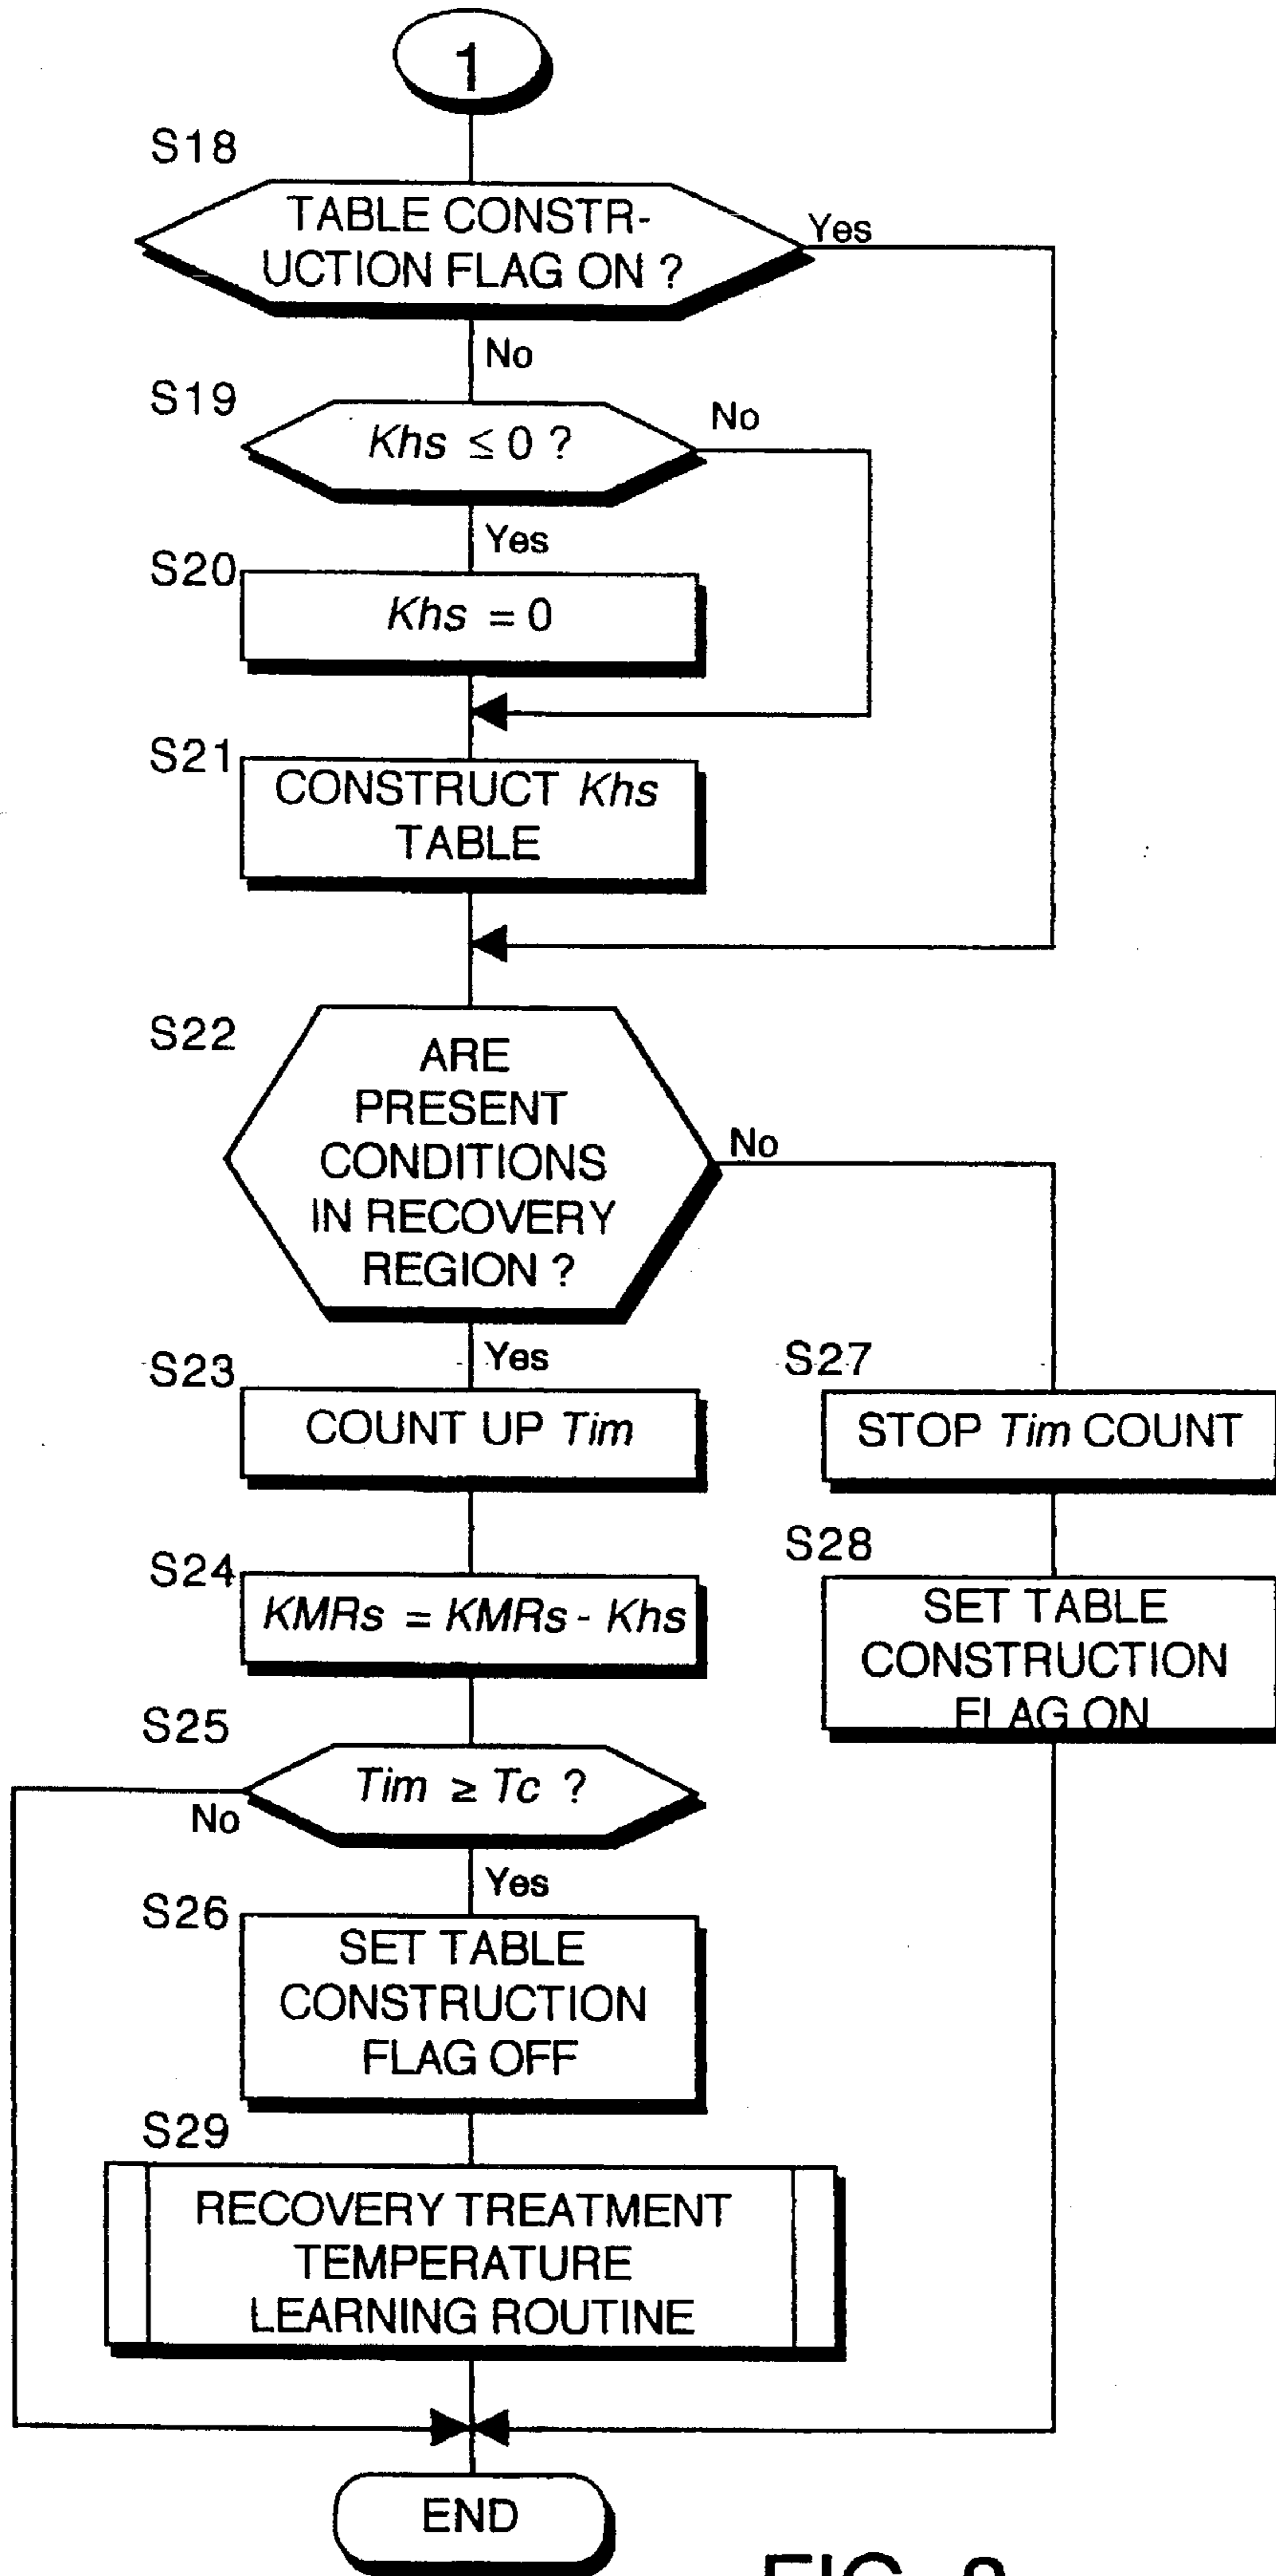 1
S18
TABLE CONSTR-
UCTION FLAG ON ?
Yes
No
S19
Khs ≤ 0 ?
No
Yes
S20
Khs = 0
S21
CONSTRUCT Khs
TABLE
S22
ARE
PRESENT
CONDITIONS
IN RECOVERY
REGION ?
No
Yes
S23
COUNT UP Tim
S27
STOP Tim COUNT
S24
KMRs = KMRs - Khs
S28
SET TABLE
CONSTRUCTION
FLAG ON
S25
Tim ≥ Tc ?
No
Yes
S26
SET TABLE
CONSTRUCTION
FLAG OFF
S29
RECOVERY TREATMENT
TEMPERATURE
LEARNING ROUTINE
END
FIG.